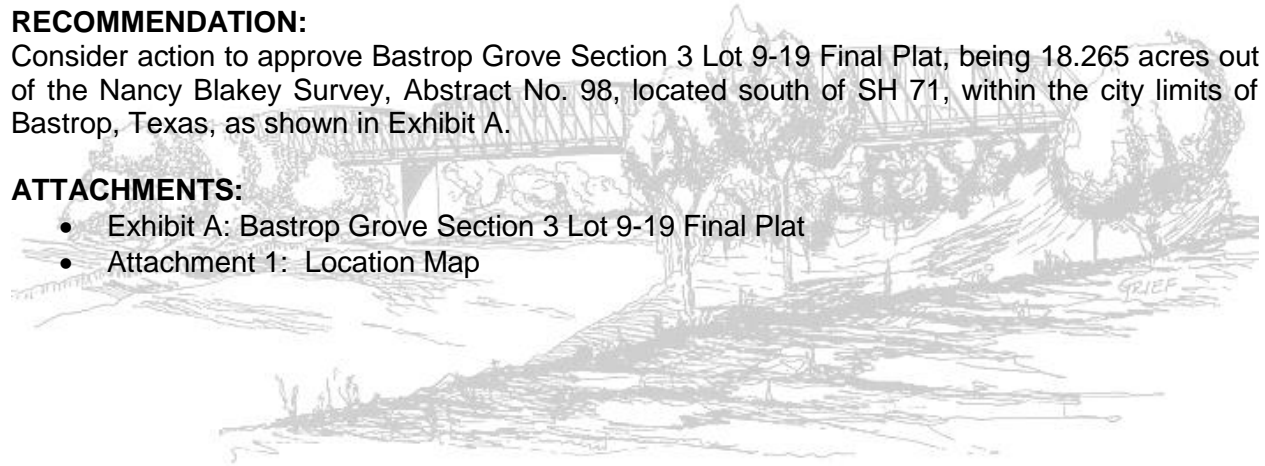 RECOMMENDATION:
Consider action to approve Bastrop Grove Section 3 Lot 9-19 Final Plat, being 18.265 acres out
of the Nancy Blakey Survey, Abstract No. 98, located south of SH 71, within the city limits of
Bastrop, Texas, as shown in Exhibit A.
ATTACHMENTS:
• Exhibit A: Bastrop Grove Section 3 Lot 9-19 Final Plat
• Attachment 1: Location Map
GRIEF